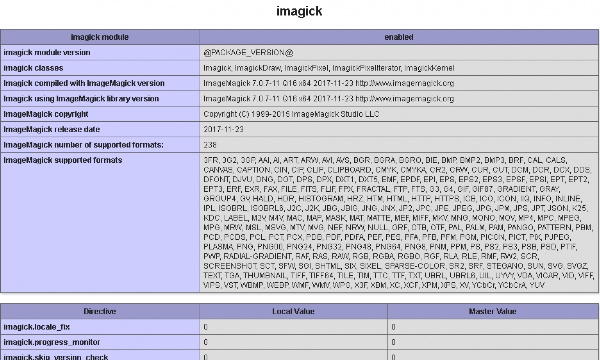 imagick
imagick module enabled
imagick module version @PACKAGE_VERSION@
imagick classes Imagick, ImagickDraw, ImagickPixel, ImagickPixelIterator, ImagickKernel
Imagick compiled with ImageMagick version ImageMagick 7.0.7-11 Q16 x64 2017-11-23 http://www.imagemagick.org
Imagick using ImageMagick library version ImageMagick 7.0.7-11 Q16 x64 2017-11-23 http://www.imagemagick.org
ImageMagick copyright Copyright (C) 1999-2015 ImageMagick Studio LLC
ImageMagick release date 2017-11-23
ImageMagick number of supported formats: 238
ImageMagick supported formats 3FR, 3G2, 3GP, AAI, AI, ART, ARW, AVI, AVS, BGR, BGRA, BGRO, BIE, BMP, BMP2, BMP3, BRF, CAL, CALS,
CANVAS, CAPTION, CIN, CIP, CLIP, CLIPBOARD, CMYK, CMYKA, CR2, CRW, CUR, CUT, DCM, DCR, DCX, DDS,
DFONT, DJVU, DNG, DOT, DPS, DPX, DXT1, DXT5, EMF, EPDF, EPI, EPS, EPS2, EPS3, EPSF, EPSI, EPT, EPT2,
EPT3, ERF, EXR, FAX, FILE, FITS, FLIF, FPX, FRACTAL, FTP, FTS, G3, G4, GIF, GIF87, GRADIENT, GRAY,
GROUP4, GV, HALD, HDR, HISTOGRAM, HRZ, HTM, HTML, HTTP, HTTPS, ICB, ICO, ICON, IIQ, INFO, INLINE,
IPL, ISOBRL, ISOBRL6, J2C, J2K, JBG, JBIG, JNG, JNX, JP2, JPC, JPE, JPEG, JPG, JPM, JPS, JPT, JSON, K25,
KDC, LABEL, M2V, M4V, MAC, MAP, MASK, MAT, MATTE, MEF, MIFF, MKV, MNG, MONO, MOV, MP4, MPC, MPEG,
MPG, MRW, MSL, MSVG, MTV, MVG, NEF, NRW, NULL, ORF, OTB, OTF, PAL, PALM, PAM, PANGO, PATTERN, PBM,
PCD, PCDS, PCL, PCT, PCX, PDB, PDF, PDFA, PEF, PES, PFA, PFB, PFM, PGM, PICON, PICT, PIX, PJPEG,
PLASMA, PNG, PNG00, PNG24, PNG32, PNG48, PNG64, PNG8, PNM, PPM, PS, PS2, PS3, PSB, PSD, PTIF,
PWP, RADIAL-GRADIENT, RAF, RAS, RAW, RGB, RGBA, RGBO, RGF, RLA, RLE, RMF, RW2, SCR,
SCREENSHOT, SCT, SFW, SGI, SHTML, SIX, SIXEL, SPARSE-COLOR, SR2, SRF, STEGANO, SUN, SVG, SVGZ,
TEXT, TGA, THUMBNAIL, TIFF, TIFF64, TILE, TIM, TTC, TTF, TXT, UBRL, UBRL6, UIL, UYVY, VDA, VICAR, VID, VIFF,
VIPS, VST, WBMP, WEBP, WMF, WMV, WPG, X3F, XBM, XC, XCF, XPM, XPS, XV, YCbCr, YCbCrA, YUV
Directive Local Value Master Value
imagick.locale_fix 0 0
imagick.progress_monitor 0 0
imagick.skip_version_check 0 0